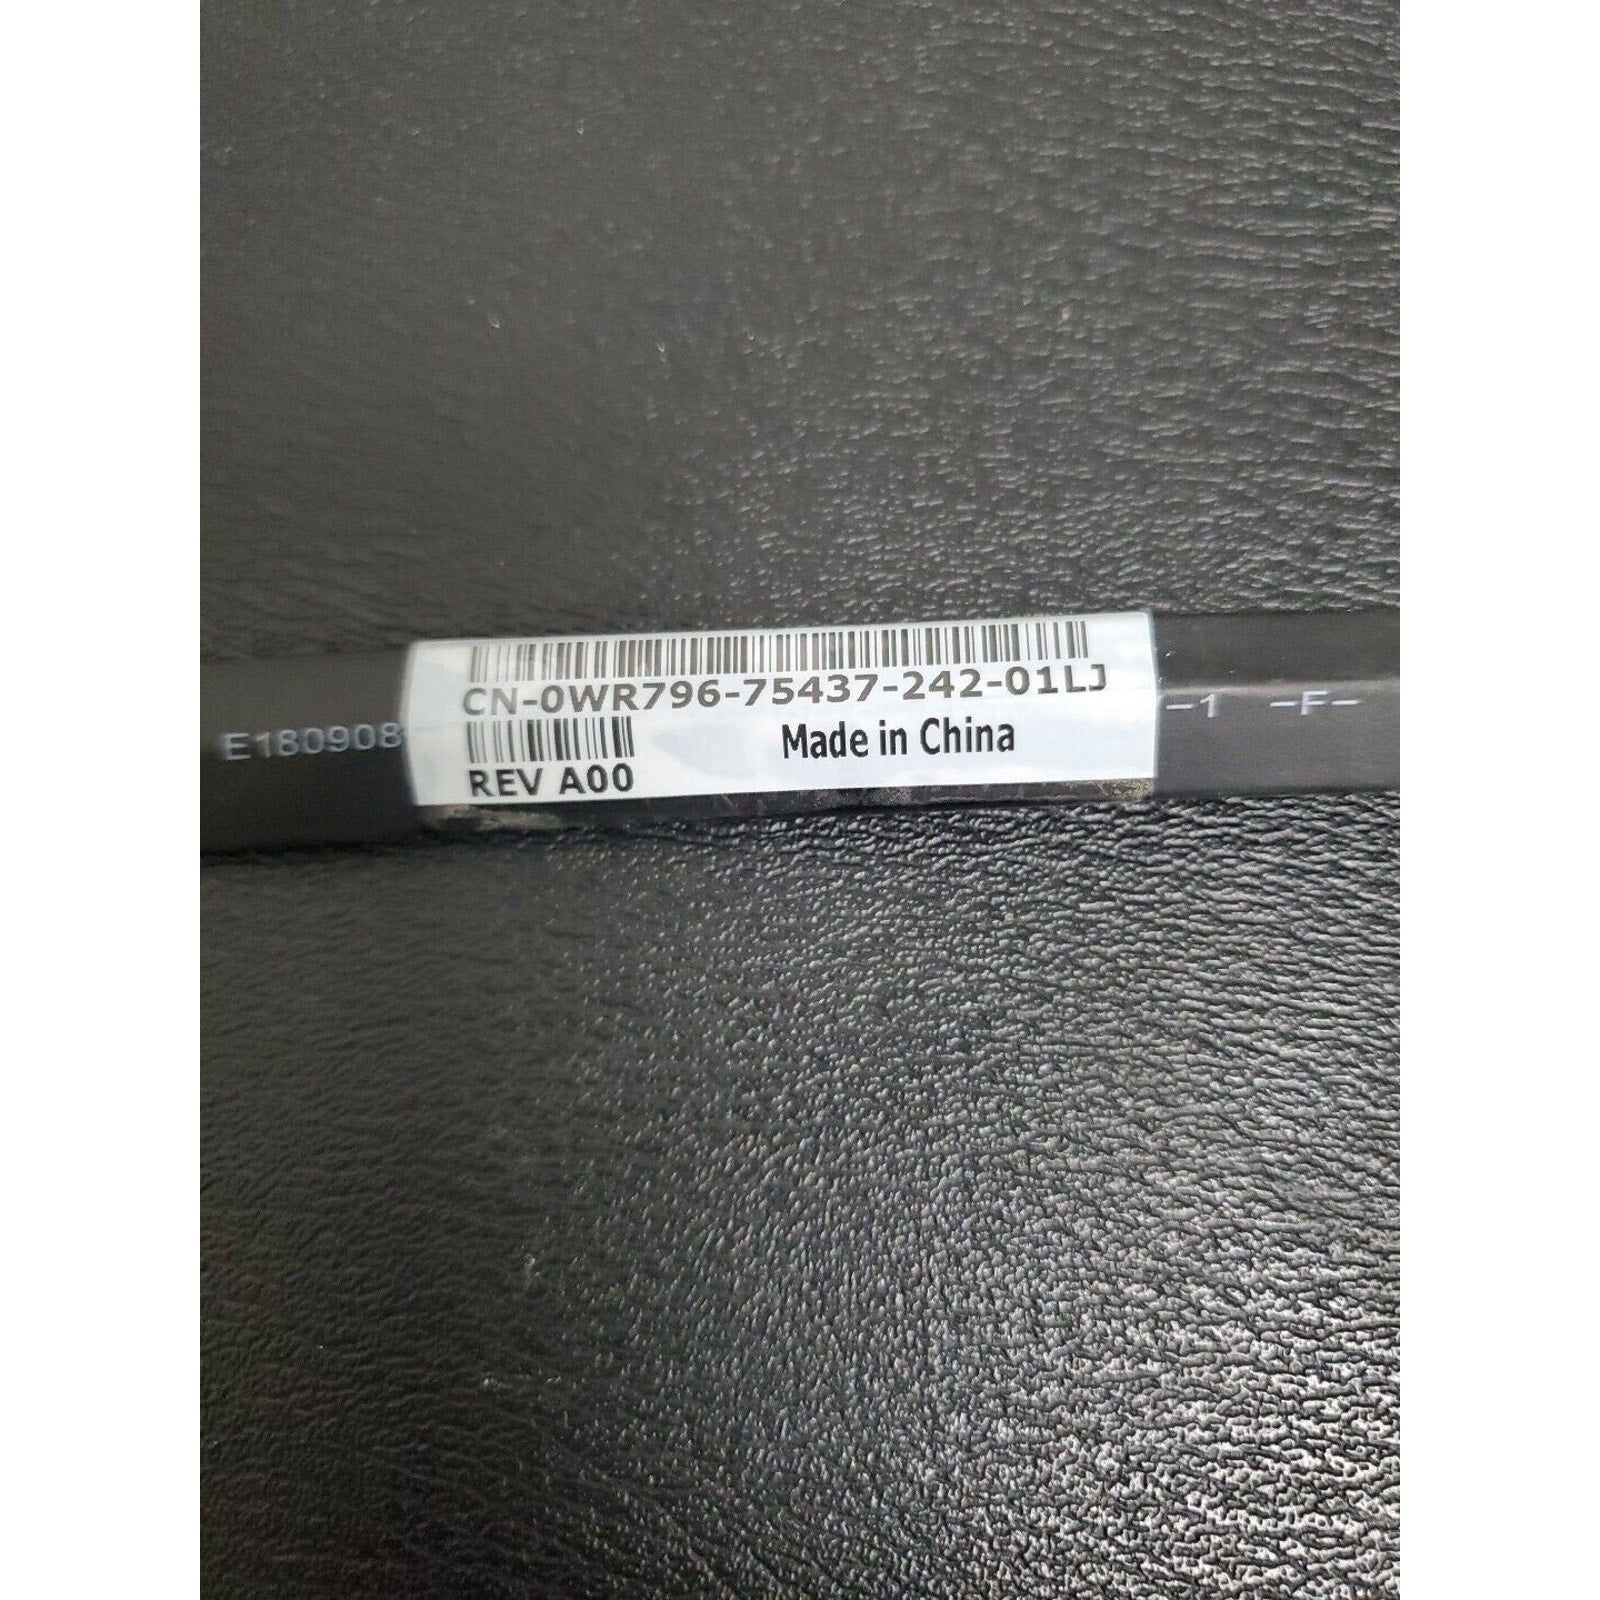 CN-0WR796-75437-242-01LJ
E180908
Made in China
-1 -F-
REV A00